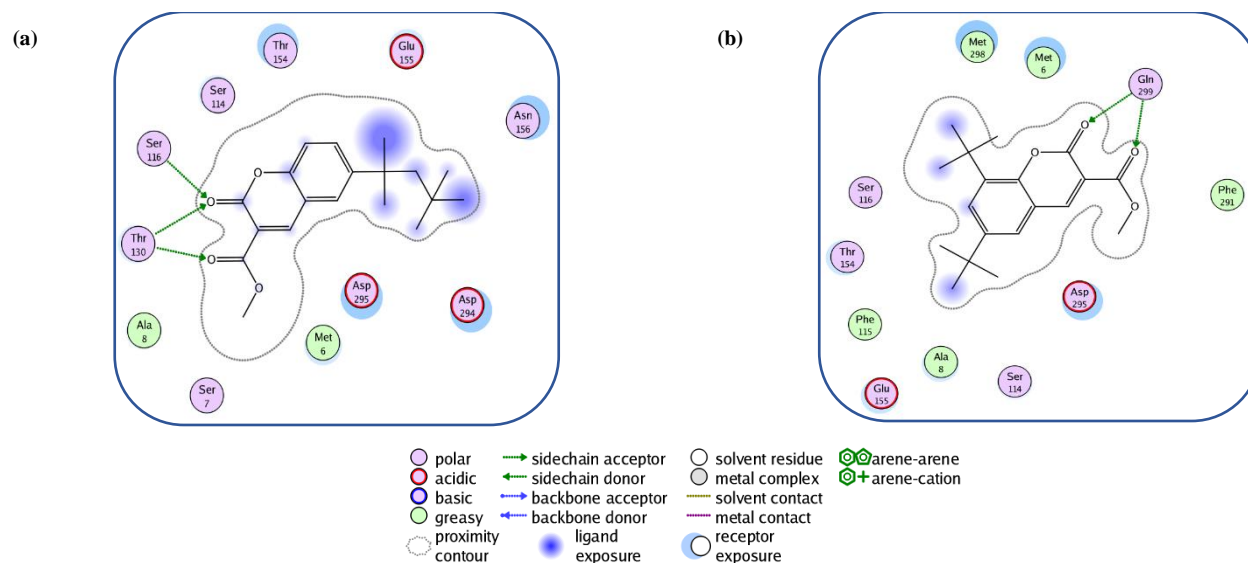 (a)
Thr
154
Glu
155
Ser
114
Asn
156
Ser
116
O
O
Thr
130
O
O
Asp
295
Asp
294
Ala
8
Met
6
Ser
7
(b)
Met
298
Met
6
Gln
299
O
O
O
O
Ser
116
Phe
291
Thr
154
Asp
295
Phe
115
Ala
8
Ser
114
Glu
155
polar
acidic
basic
greasy
proximity
contour
sidechain acceptor
sidechain donor
backbone acceptor
backbone donor
ligand
exposure
solvent residue
metal complex
solvent contact
metal contact
receptor
exposure
arene-arene
arene-cation